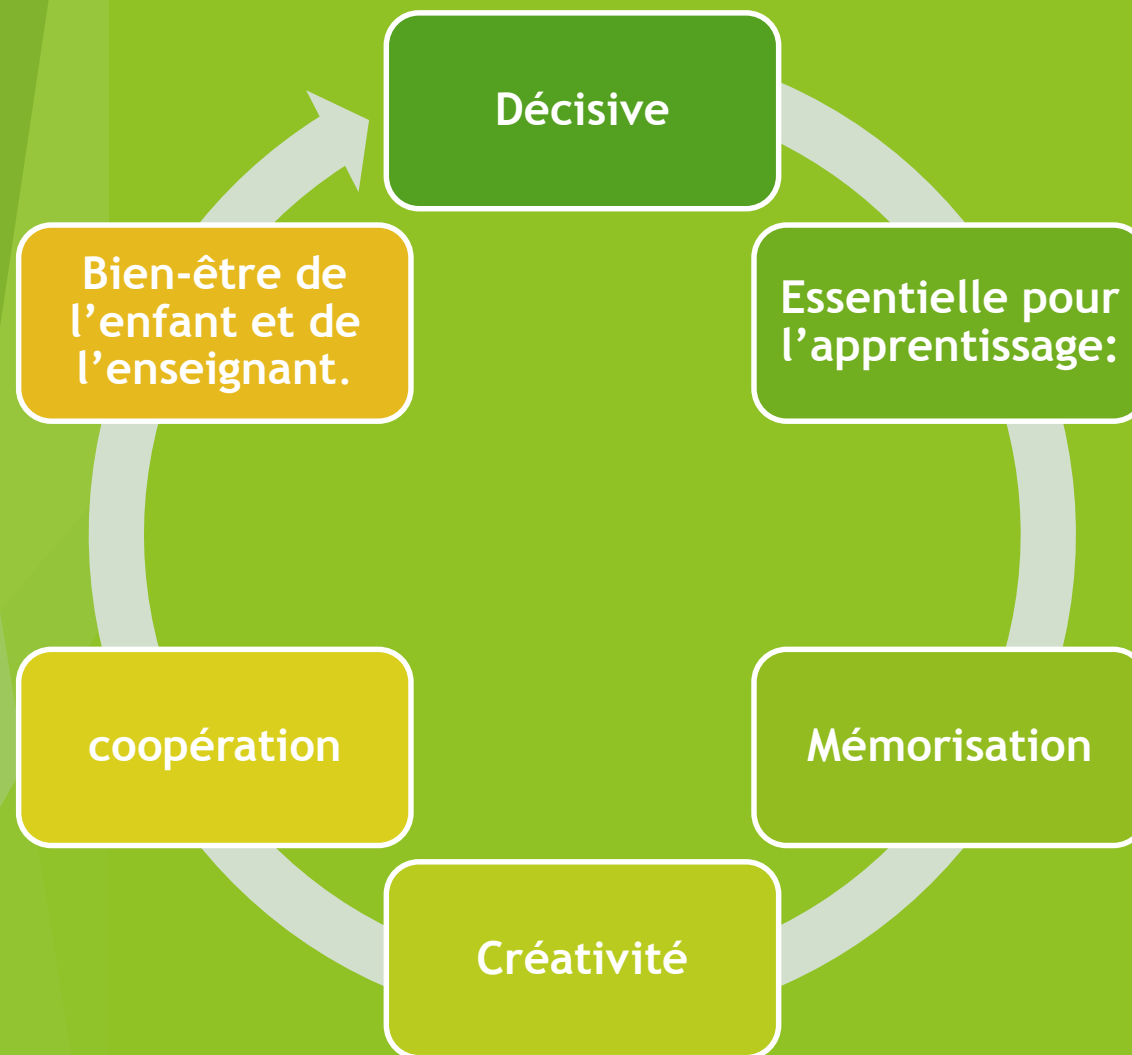 Décisive
Essentielle pour
l’apprentissage:
Mémorisation
Créativité
coopération
Bien-être de
l’enfant et de
l’enseignant.